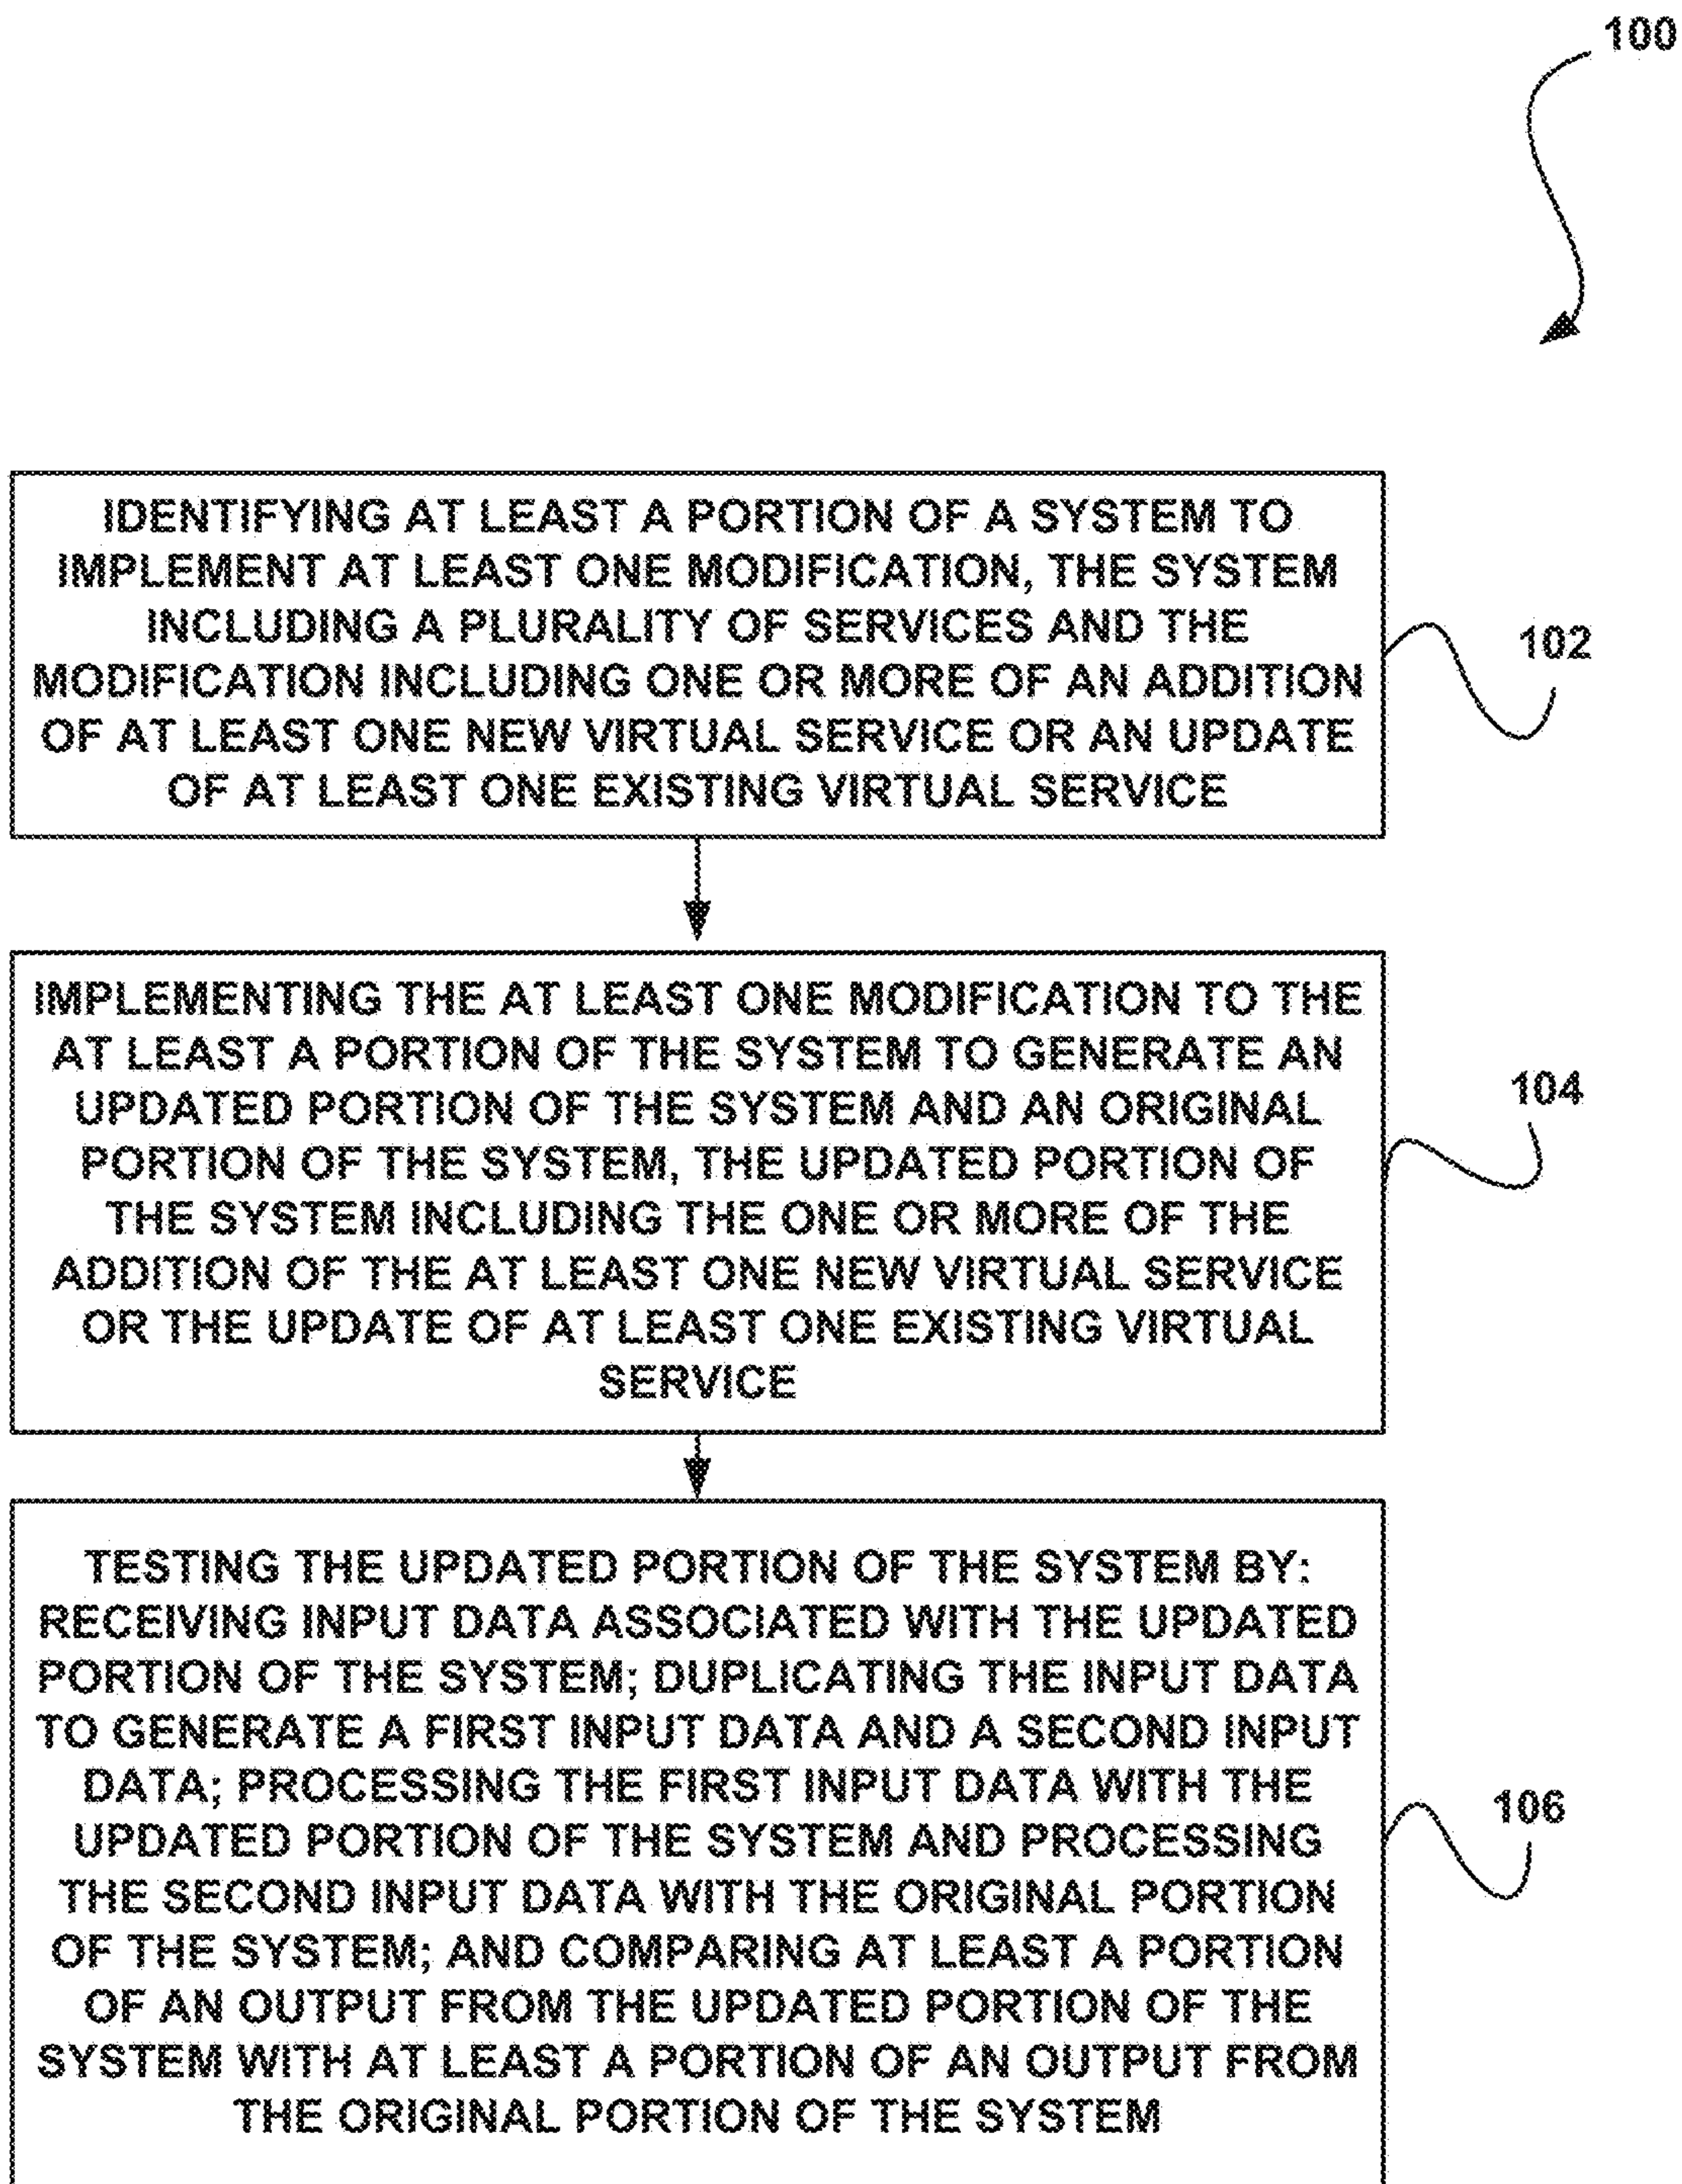 100
IDENTIFYING AT LEAST A PORTION OF A SYSTEM TO
IMPLEMENT AT LEAST ONE MODIFICATION, THE SYSTEM
INCLUDING A PLURALITY OF SERVICES AND THE
MODIFICATION INCLUDING ONE OR MORE OF AN ADDITION
OF AT LEAST ONE NEW VIRTUAL SERVICE OR AN UPDATE
OF AT LEAST ONE EXISTING VIRTUAL SERVICE
102
IMPLEMENTING THE AT LEAST ONE MODIFICATION TO THE
AT LEAST A PORTION OF THE SYSTEM TO GENERATE AN
UPDATED PORTION OF THE SYSTEM AND AN ORIGINAL
PORTION OF THE SYSTEM, THE UPDATED PORTION OF
THE SYSTEM INCLUDING THE ONE OR MORE OF THE
ADDITION OF THE AT LEAST ONE NEW VIRTUAL SERVICE
OR THE UPDATE OF AT LEAST ONE EXISTING VIRTUAL
SERVICE
104
TESTING THE UPDATED PORTION OF THE SYSTEM BY:
RECEIVING INPUT DATA ASSOCIATED WITH THE UPDATED
PORTION OF THE SYSTEM; DUPLICATING THE INPUT DATA
TO GENERATE A FIRST INPUT DATA AND A SECOND INPUT
DATA; PROCESSING THE FIRST INPUT DATA WITH THE
UPDATED PORTION OF THE SYSTEM AND PROCESSING
THE SECOND INPUT DATA WITH THE ORIGINAL PORTION
OF THE SYSTEM; AND COMPARING AT LEAST A PORTION
OF AN OUTPUT FROM THE UPDATED PORTION OF THE
SYSTEM WITH AT LEAST A PORTION OF AN OUTPUT FROM
THE ORIGINAL PORTION OF THE SYSTEM
106